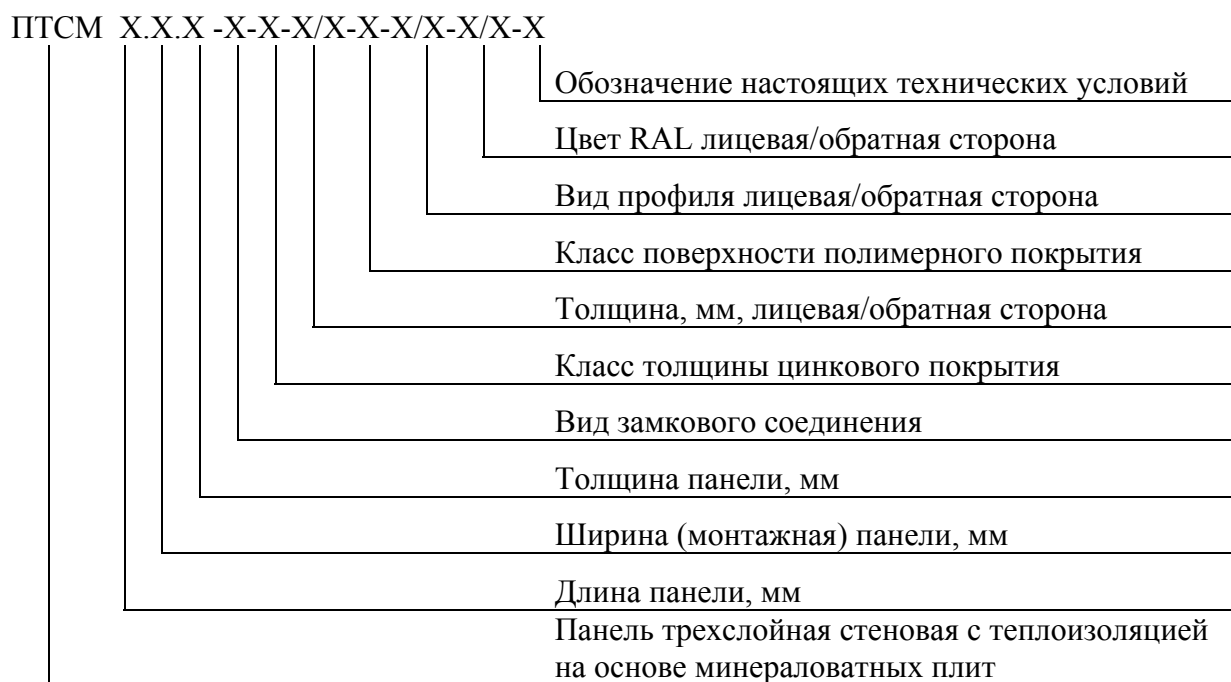 ПТСМ Х.Х.Х -Х-Х-Х/Х-Х-Х/Х-Х/Х-Х
Обозначение настоящих технических условий
Цвет RAL лицевая/обратная сторона
Вид профиля лицевая/обратная сторона
Класс поверхности полимерного покрытия
Толщина, мм, лицевая/обратная сторона
Класс толщины цинкового покрытия
Вид замкового соединения
Толщина панели, мм
Ширина (монтажная) панели, мм
Длина панели, мм
Панель трехслойная стеновая с теплоизоляцией
на основе минераловатных плит